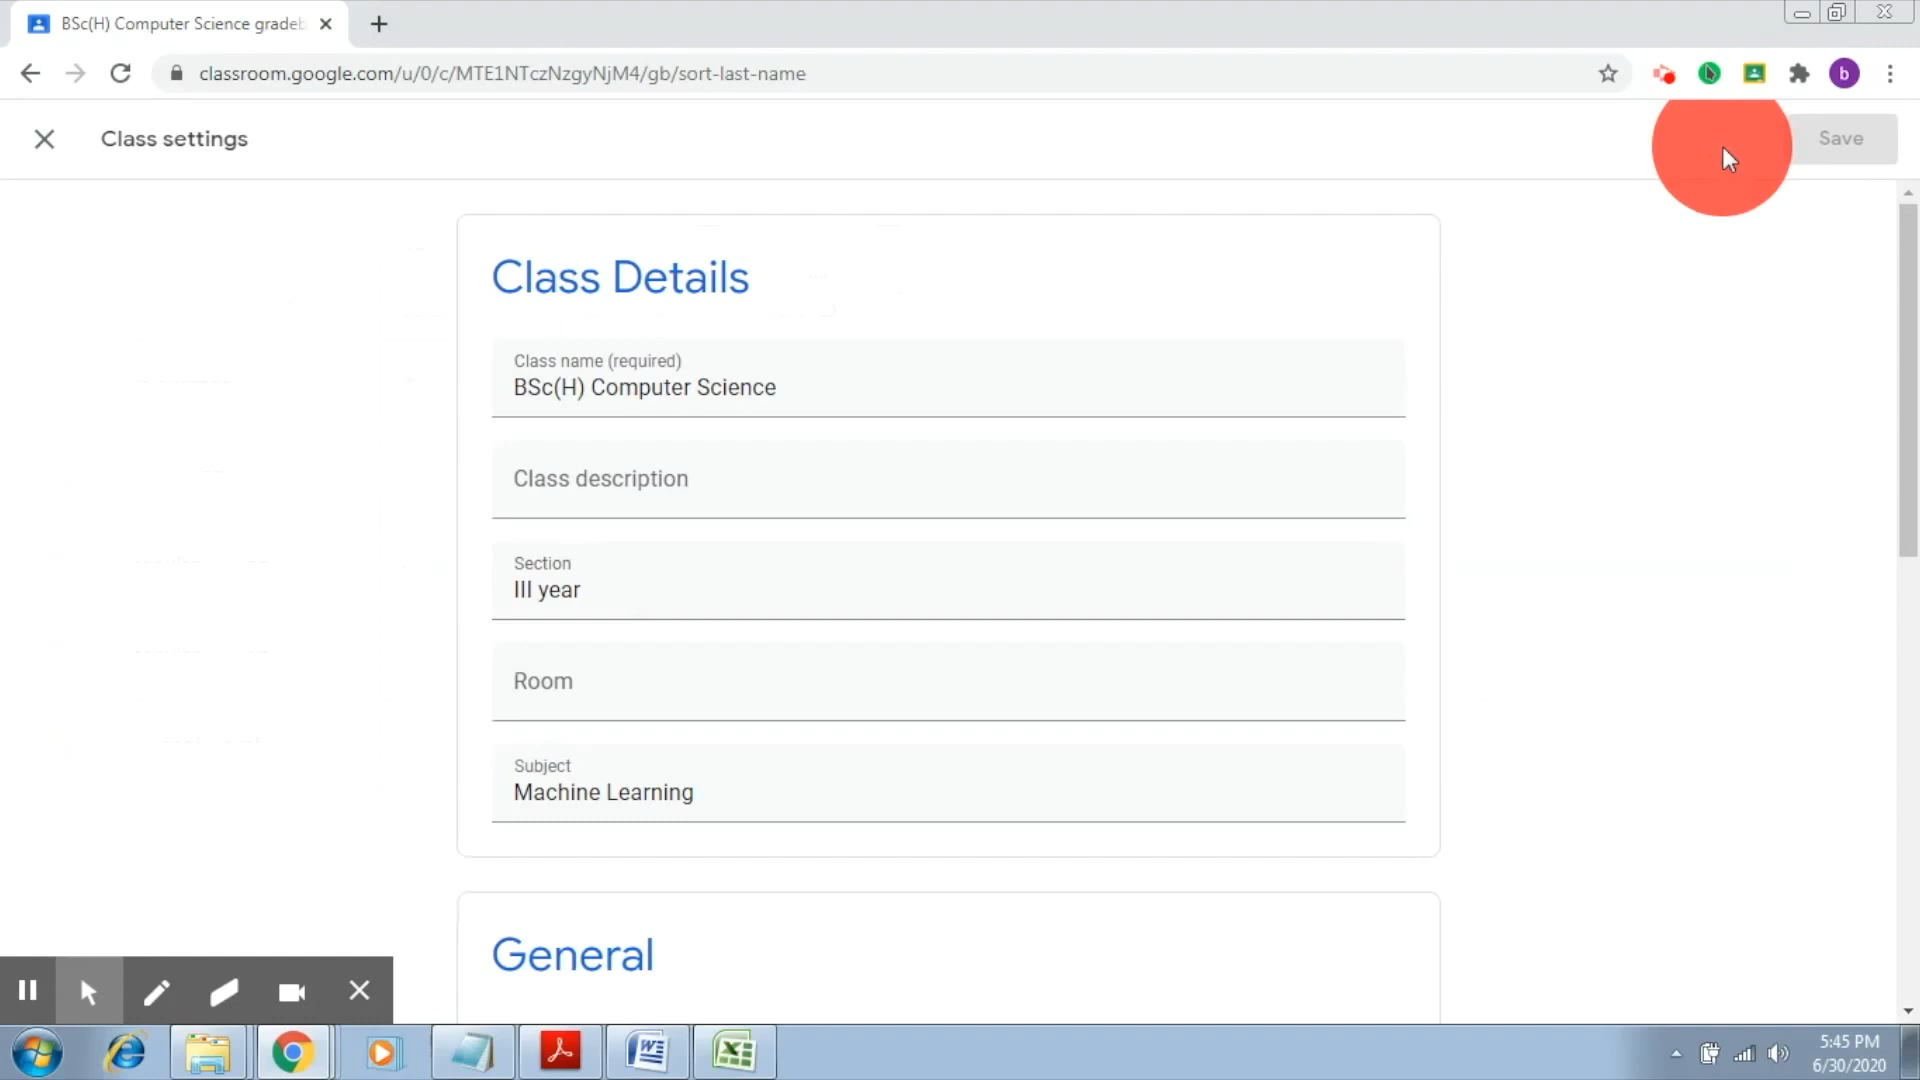 BSc(H) Computer Science gradeb
classroom.google.com/u/0/c/MTE1NTczNzgyNjM4/gb/sort-last-name
b
Class settings
Save
Class Details
Class name (required)
BSc(H) Computer Science
Class description
Section
III year
Room
Subject
Machine Learning
General
5:45 PM
6/30/2020